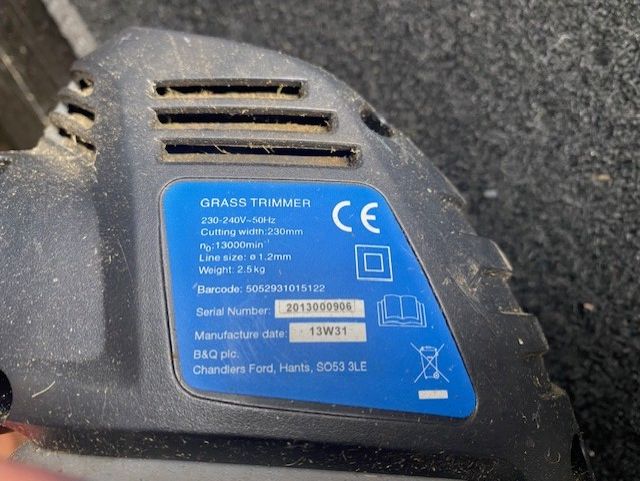 GRASS TRIMMER
230-240V~50Hz
Cutting width:230mm
n₀:13000min⁻¹
Line size: ø 1.2mm
Weight: 2.5kg
Barcode: 5052931015122
Serial Number: 2013000906
Manufacture date: 13W31
B&Q plc.
Chandlers Ford, Hants, SO53 3LE
CE